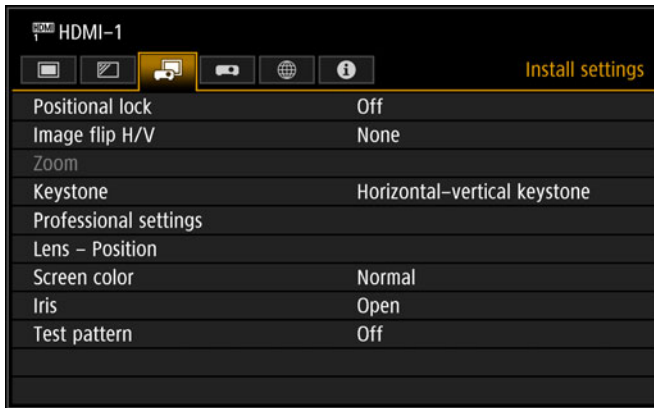 HDMI 1 HDMI-1
Install settings
Positional lock Off
Image flip H/V None
Zoom
Keystone Horizontal-vertical keystone
Professional settings
Lens – Position
Screen color Normal
Iris Open
Test pattern Off